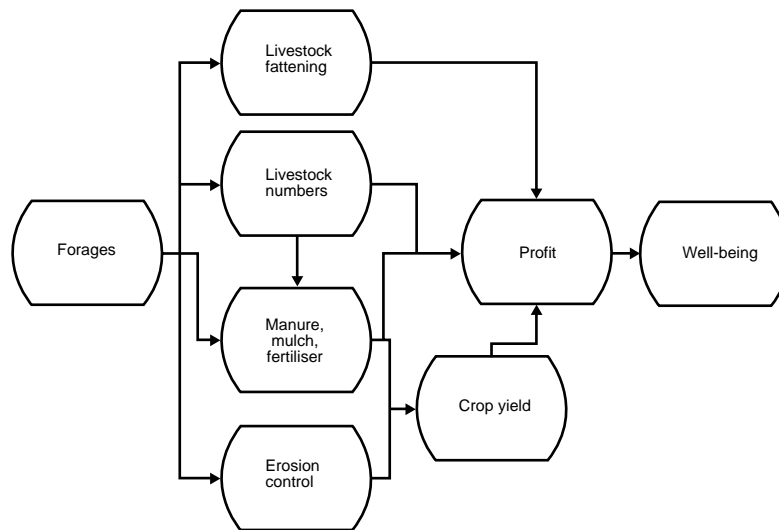 Livestock
fattening
Livestock
numbers
Forages
Profit
Well-being
Manure,
mulch,
fertiliser
Crop yield
Erosion
control